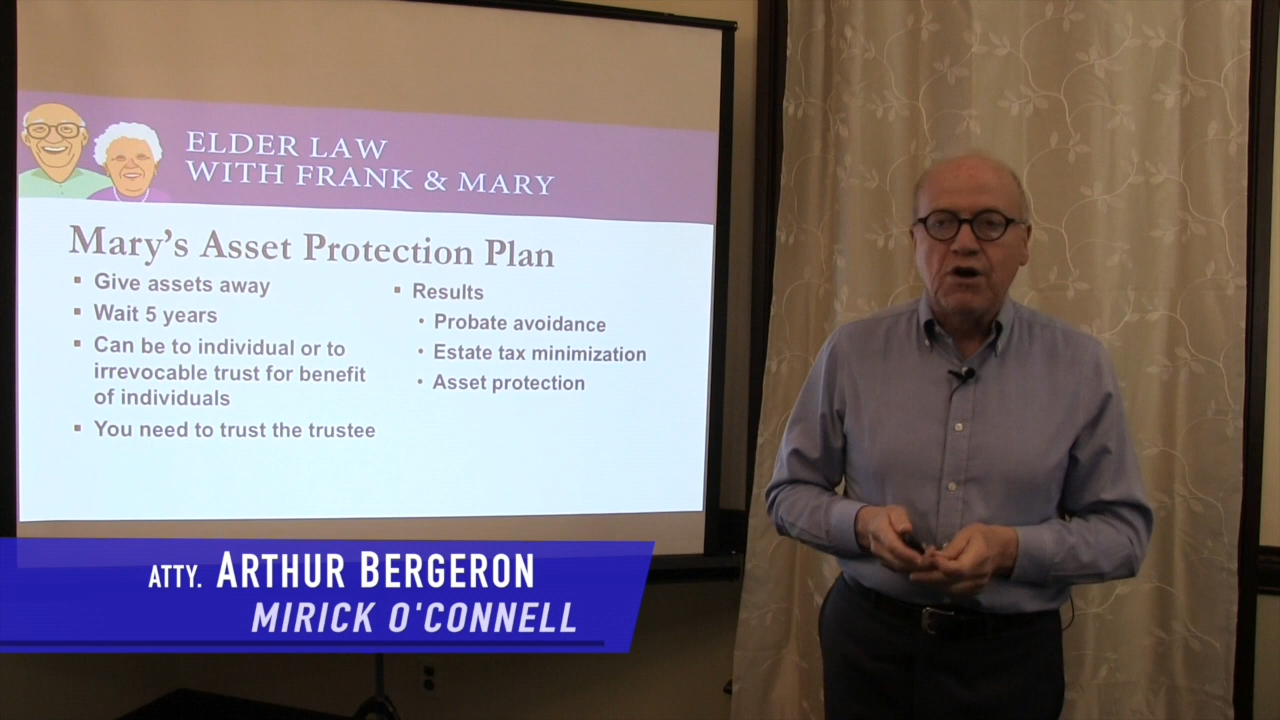 ELDER LAW
WITH FRANK & MARY
Mary's Asset Protection Plan
▪ Give assets away
▪ Wait 5 years
▪ Can be to individual or to
irrevocable trust for benefit
of individuals
▪ You need to trust the trustee
▪ Results
• Probate avoidance
• Estate tax minimization
• Asset protection
ATTY. ARTHUR BERGERON
MIRICK O'CONNELL